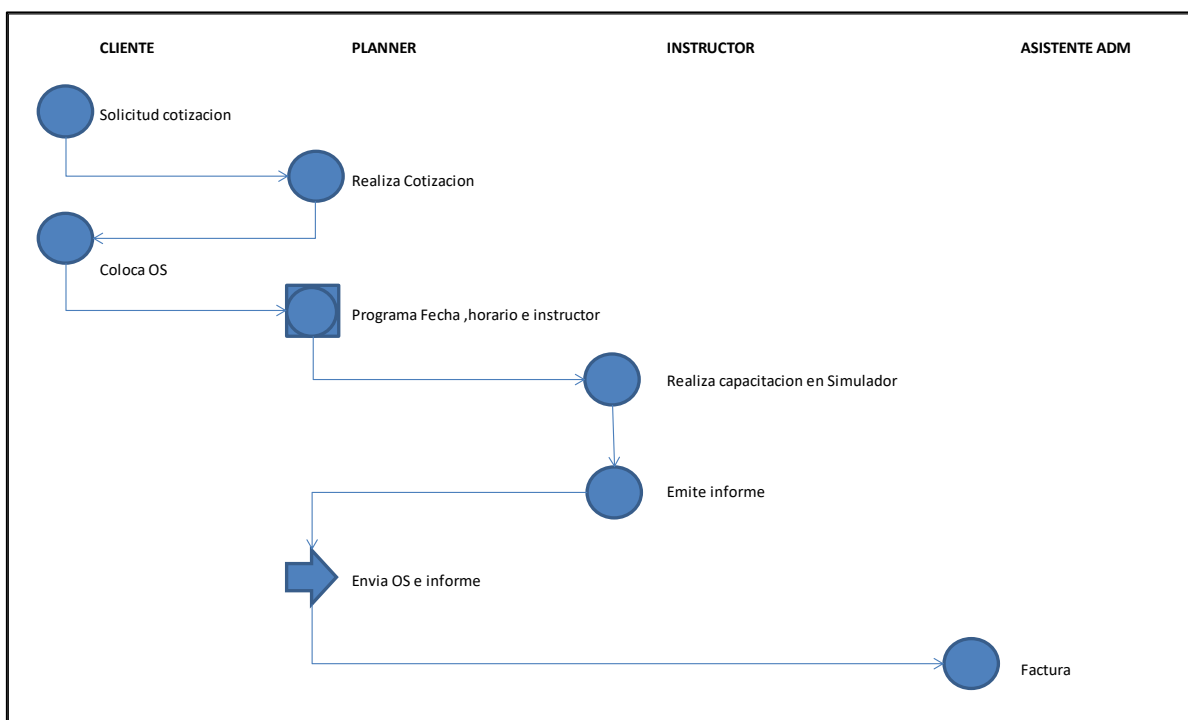 CLIENTE PLANNER INSTRUCTOR ASISTENTE ADM
Solicitud cotizacion
Realiza Cotizacion
Coloca OS
Programa Fecha ,horario e instructor
Realiza capacitacion en Simulador
Emite informe
Envia OS e informe
Factura